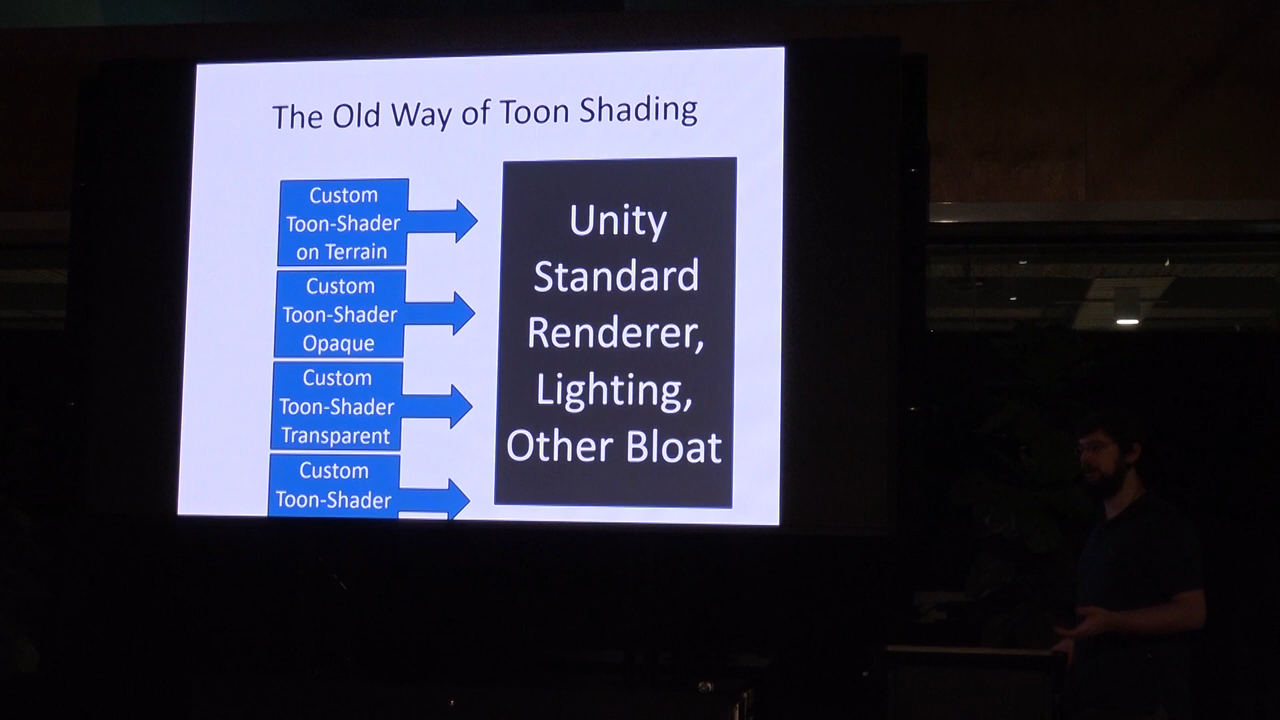 The Old Way of Toon Shading
Custom
Toon-Shader
on Terrain
Custom
Toon-Shader
Opaque
Custom
Toon-Shader
Transparent
Custom
Toon-Shader
Unity
Standard
Renderer,
Lighting,
Other Bloat